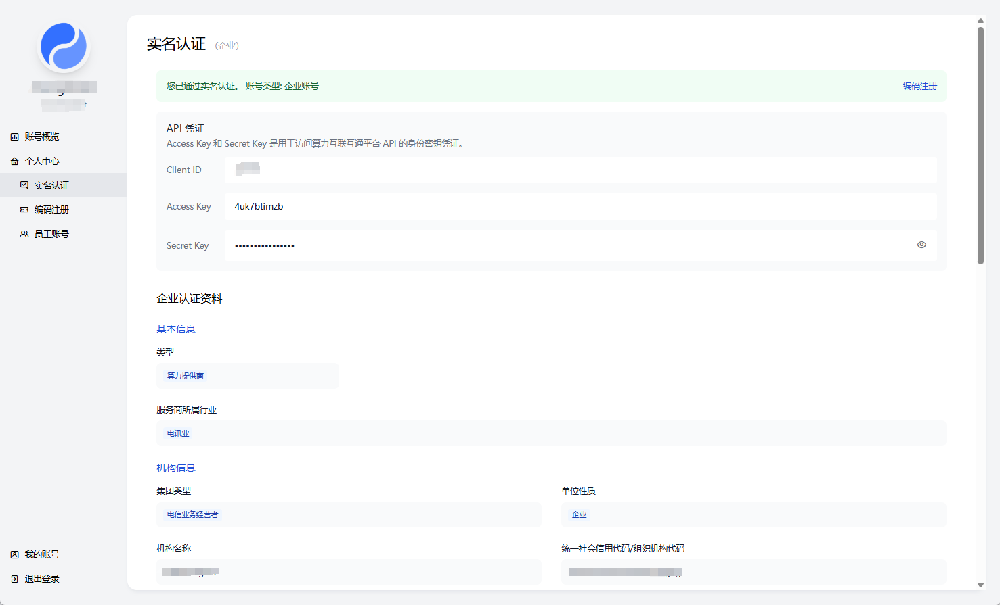 实名认证 （企业）
您已通过实名认证。 账号类型: 企业账号
编码注册
API 凭证
Access Key 和 Secret Key 是用于访问算力互联互通平台 API 的身份密钥凭证。
Client ID
Access Key
4uk7btimzb
Secret Key
••••••••••••••••
账号概览
个人中心
实名认证
编码注册
员工账号
企业认证资料
基本信息
类型
算力提供商
服务商所属行业
电讯业
机构信息
集团类型
电信业务经营者
单位性质
企业
机构名称
统一社会信用代码/组织机构代码
我的账号
退出登录